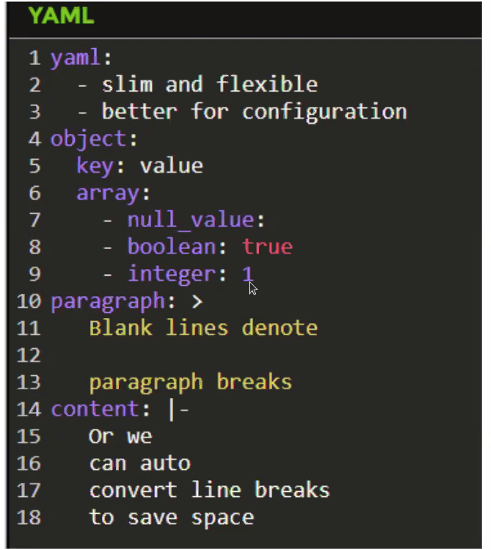 YAML
1 yaml:
2   - slim and flexible
3   - better for configuration
4 object:
5   key: value
6   array:
7     - null_value:
8     - boolean: true
9     - integer: 1
10 paragraph: >
11    Blank lines denote
12
13    paragraph breaks
14 content: |-
15    Or we
16    can auto
17    convert line breaks
18    to save space